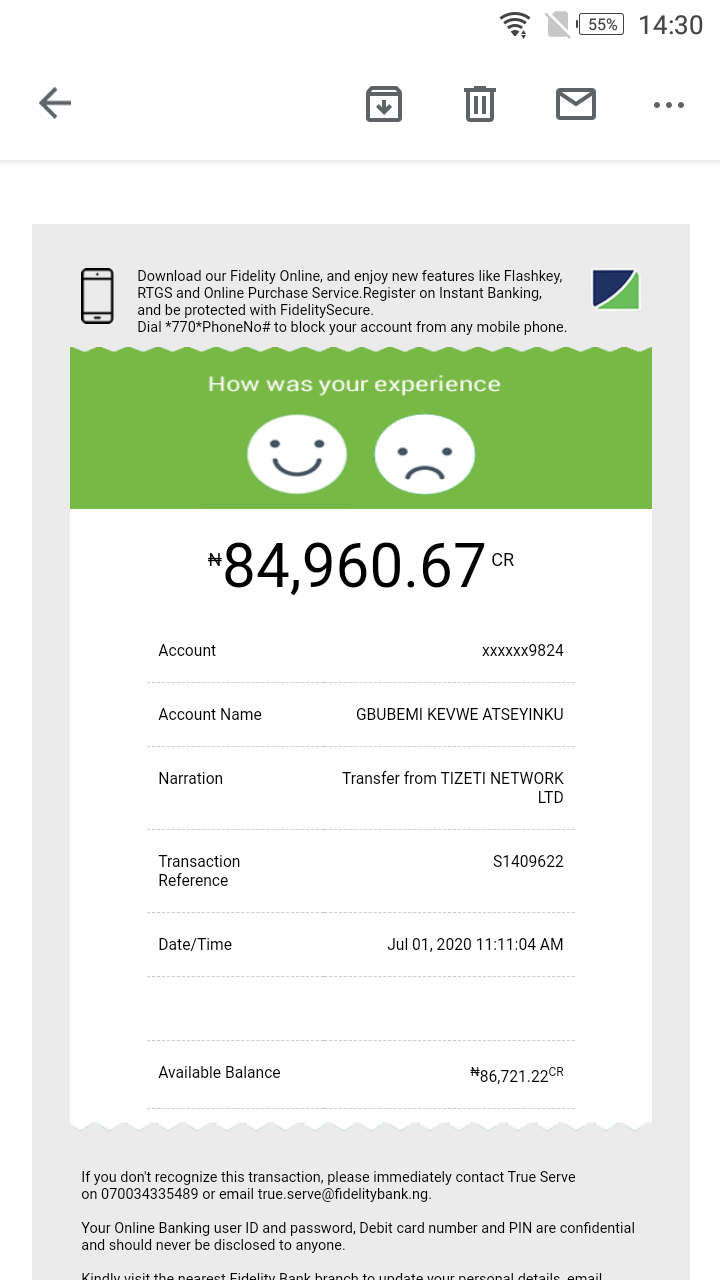 55% 14:30
Download our Fidelity Online, and enjoy new features like Flashkey,
RTGS and Online Purchase Service.Register on Instant Banking,
and be protected with FidelitySecure.
Dial *770*PhoneNo# to block your account from any mobile phone.
How was your experience
₦84,960.67 CR
Account xxxxxx9824
Account Name GBUBEMI KEVWE ATSEYINKU
Narration Transfer from TIZETI NETWORK
LTD
Transaction S1409622
Reference
Date/Time Jul 01, 2020 11:11:04 AM
Available Balance ₦86,721.22CR
If you don't recognize this transaction, please immediately contact True Serve
on 070034335489 or email true.serve@fidelitybank.ng.
Your Online Banking user ID and password, Debit card number and PIN are confidential
and should never be disclosed to anyone.
Kindly visit the nearest Fidelity Bank branch to update your personal details, email